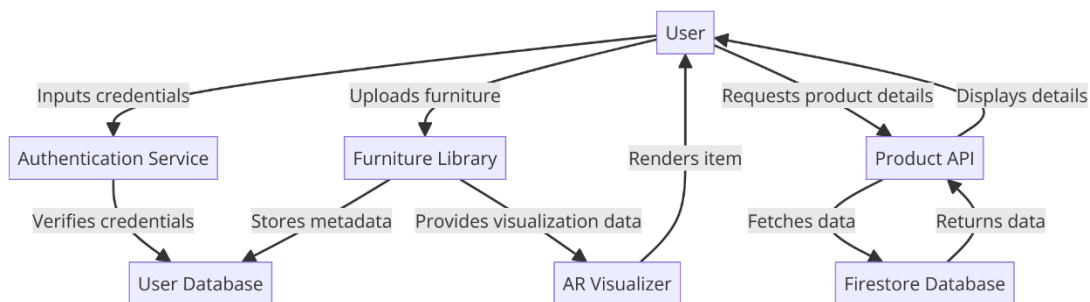 User
Inputs credentials
Uploads furniture
Requests product details
Displays details
Authentication Service
Furniture Library
Renders item
Product API
Verifies credentials
Stores metadata
Provides visualization data
Fetches data
Returns data
User Database
AR Visualizer
Firestore Database